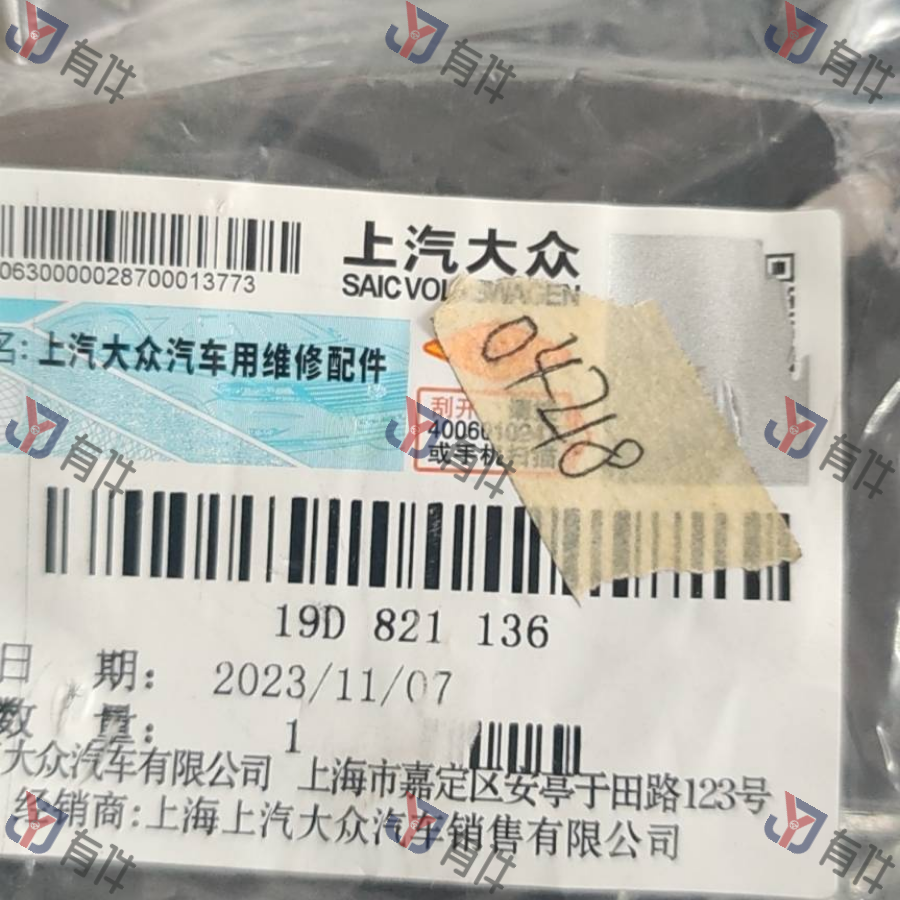 上汽大众
SAIC VOLKSWAGEN
0630000028700013773
名:上汽大众汽车用维修配件
04248
刮开
400601
或手机扫描
19D 821 136
日 期: 2023/11/07
数 量: 1
大众汽车有限公司 上海市嘉定区安亭于田路123号
经销商:上海上汽大众汽车销售有限公司
有件
有件
有件
有件
有件
有件
有件
有件
有件